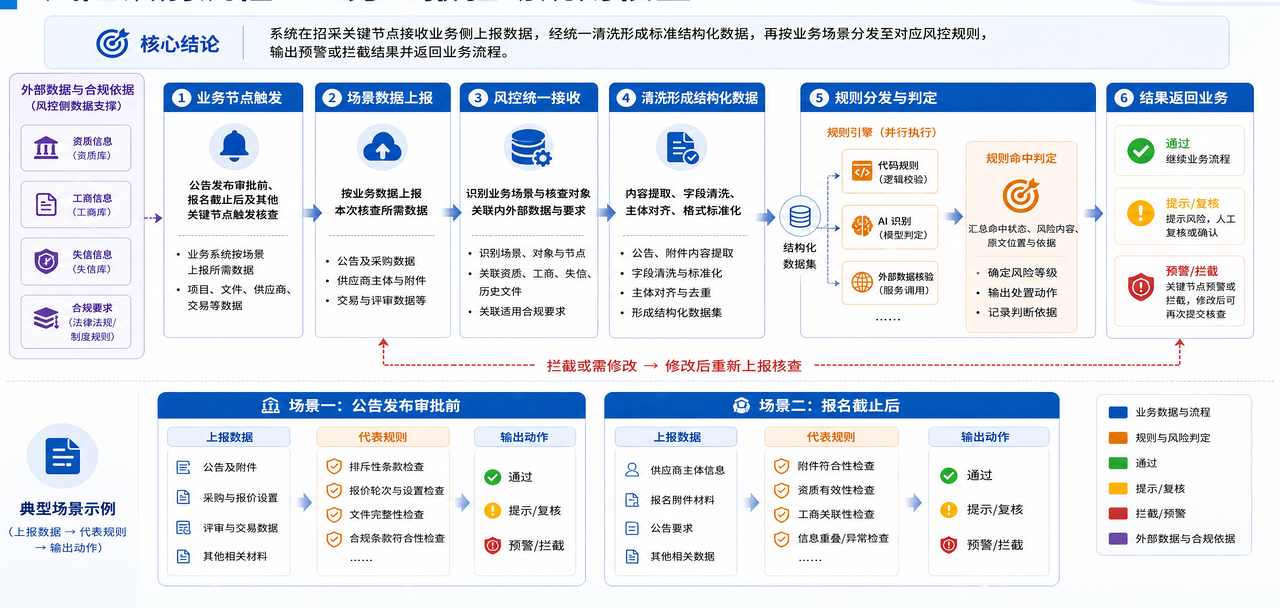 核心结论
系统在招采关键节点接收业务侧上报数据，经统一清洗形成标准结构化数据，再按业务场景分发至对应风控规则，
输出预警或拦截结果并返回业务流程。
外部数据与合规依据
（风控侧数据支撑）
资质信息
（资质库）
工商信息
（工商库）
失信信息
（失信库）
合规要求
（法律法规/
制度规则）
1 业务节点触发
公告发布审批前、
报名截止后及其他
关键节点触发核查
• 业务系统按场景
上报所需数据
• 项目、文件、供应商、
交易等数据
2 场景数据上报
按业务数据上报
本次核查所需数据
• 公告及采购数据
• 供应商主体与附件
• 交易与评审数据等
3 风控统一接收
识别业务场景与核查对象
关联内外部数据与要求
• 识别场景、对象与节点
• 关联资质、工商、失信、
历史文件
• 关联适用合规要求
4 清洗形成结构化数据
内容提取、字段清洗、
主体对齐、格式标准化
• 公告、附件内容提取
• 字段清洗与标准化
• 主体对齐与去重
• 形成结构化数据集
5 规则分发与判定
结构化
数据集
规则引擎（并行执行）
代码规则
（逻辑校验）
AI 识别
（模型判定）
外部数据核验
（服务调用）
……
规则命中判定
汇总命中状态、风险内容、
原文位置与依据
• 确定风险等级
• 输出处置动作
• 记录判断依据
6 结果返回业务
通过
继续业务流程
提示/复核
提示风险，人工
复核或确认
预警/拦截
关键节点预警或
拦截，修改后可
再次提交核查
拦截或需修改 → 修改后重新上报核查
典型场景示例
（上报数据 → 代表规则
→ 输出动作）
场景一：公告发布审批前
上报数据
公告及附件
采购与报价设置
评审与交易数据
其他相关材料
代表规则
排斥性条款检查
报价轮次与设置检查
文件完整性检查
合规条款符合性检查
……
输出动作
通过
提示/复核
预警/拦截
场景二：报名截止后
上报数据
供应商主体信息
报名附件材料
公告要求
其他相关数据
代表规则
附件符合性检查
资质有效性检查
工商关联性检查
信息重叠/异常检查
……
输出动作
通过
提示/复核
预警/拦截
业务数据与流程
规则与风险判定
通过
提示/复核
拦截/预警
外部数据与合规依据